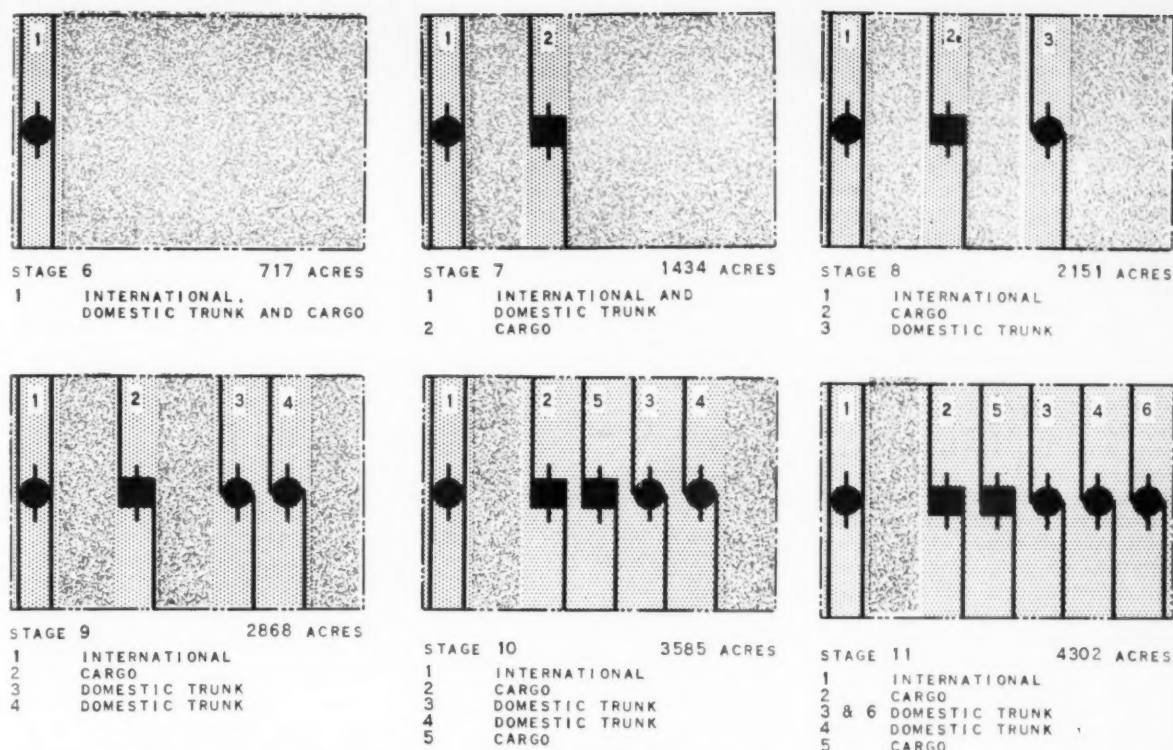 1
1 2
1 2 3
STAGE 6 717 ACRES
1 INTERNATIONAL,
DOMESTIC TRUNK AND CARGO
STAGE 7 1434 ACRES
1 INTERNATIONAL AND
DOMESTIC TRUNK
2 CARGO
STAGE 8 2151 ACRES
1 INTERNATIONAL
2 CARGO
3 DOMESTIC TRUNK
1 2 3 4
1 2 5 3 4
1 2 5 3 4 6
STAGE 9 2868 ACRES
1 INTERNATIONAL
2 CARGO
3 DOMESTIC TRUNK
4 DOMESTIC TRUNK
STAGE 10 3585 ACRES
1 INTERNATIONAL
2 CARGO
3 DOMESTIC TRUNK
4 DOMESTIC TRUNK
5 CARGO
STAGE 11 4302 ACRES
1 INTERNATIONAL
2 CARGO
3 & 6 DOMESTIC TRUNK
4 DOMESTIC TRUNK
5 CARGO